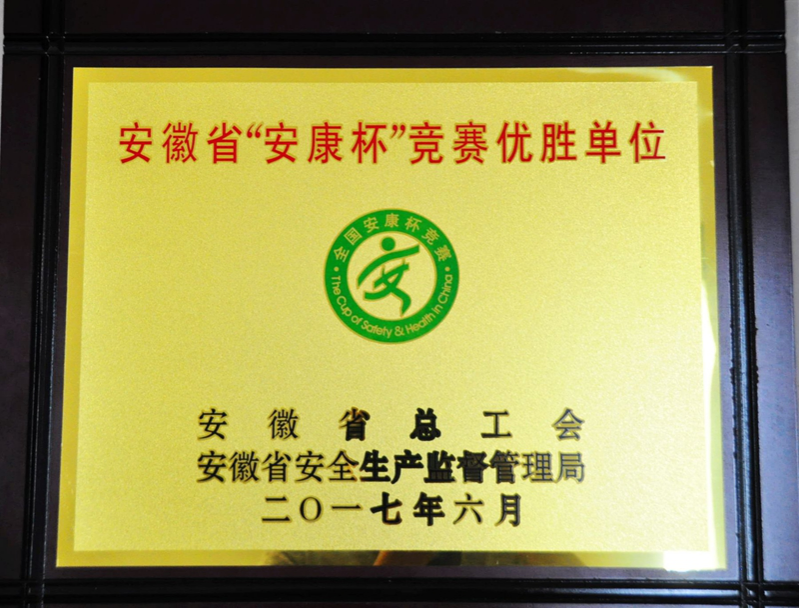 安徽省“安康杯”竞赛优胜单位
全国安康杯竞赛
The Cup of Safety & Health in China
安徽省总工会
安徽省安全生产监督管理局
二〇一七年六月